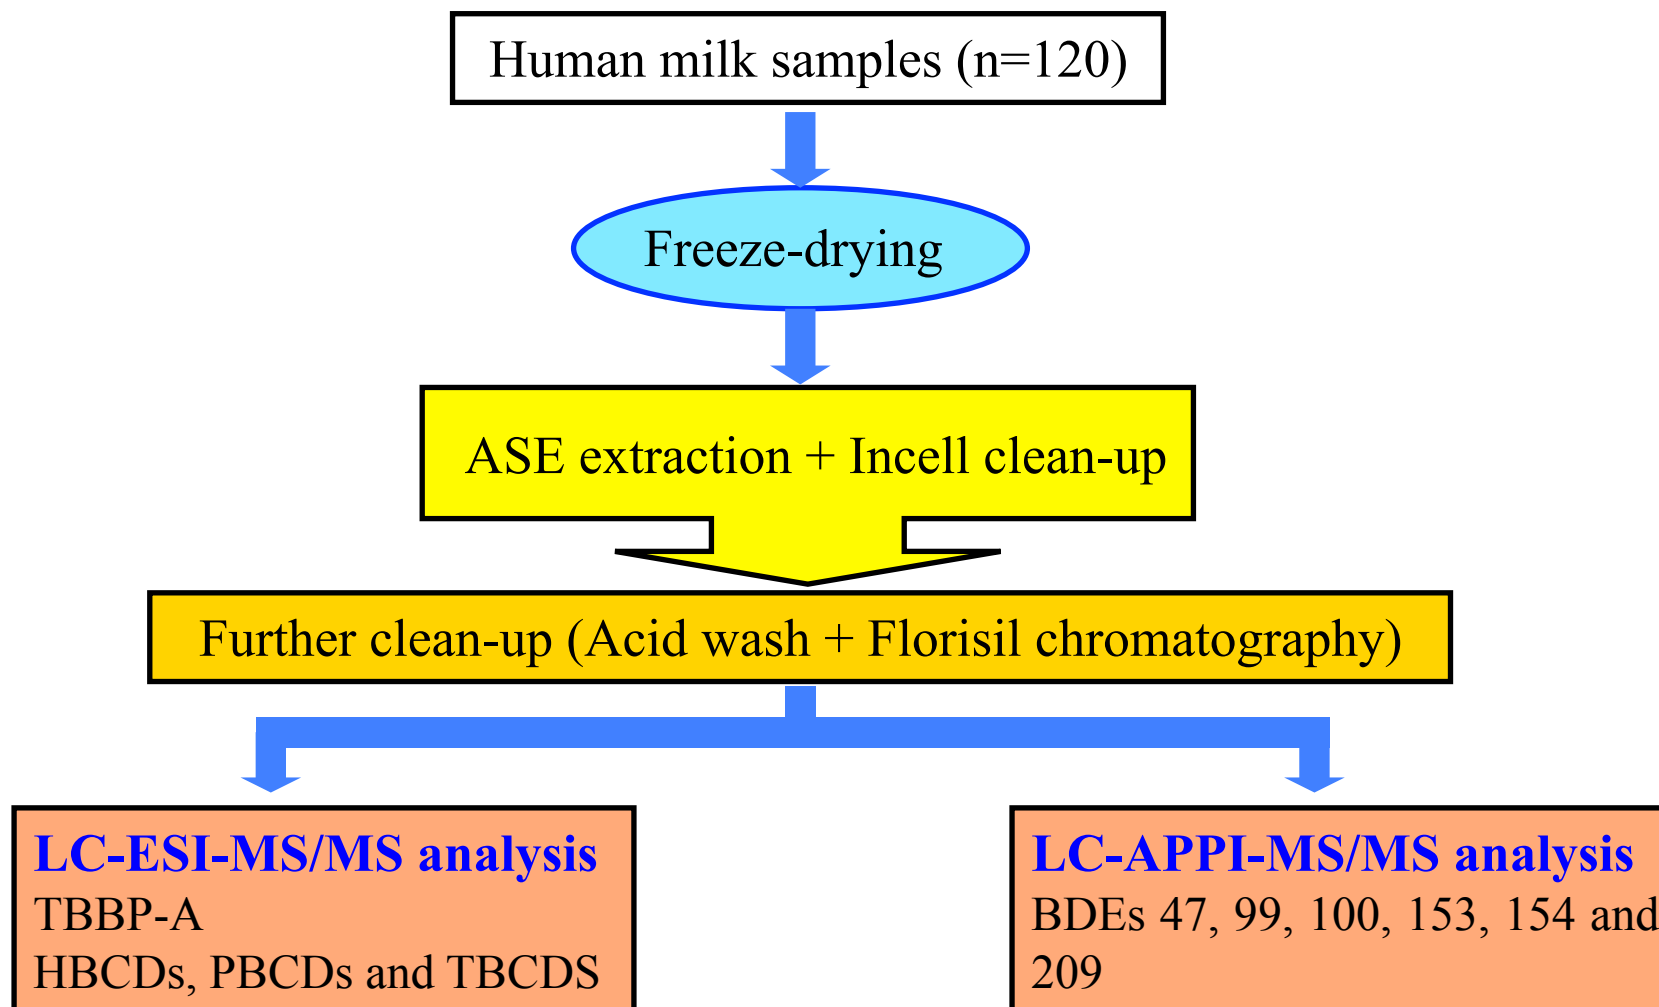 Human milk samples (n=120)
Freeze-drying
ASE extraction + Incell clean-up
Further clean-up (Acid wash + Florisil chromatography)
LC-ESI-MS/MS analysis
TBBP-A
HBCDs, PBCDs and TBCDS
LC-APPI-MS/MS analysis
BDEs 47, 99, 100, 153, 154 and
209